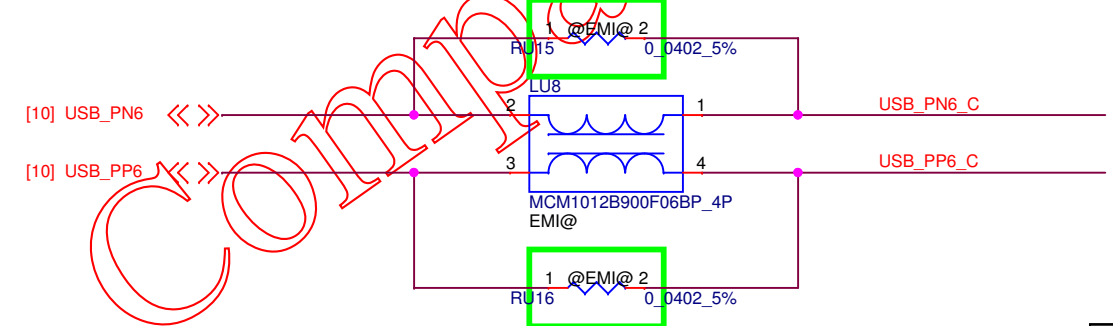 1 @EMI@ 2
RU15 0_0402_5%
LU8
[10] USB_PN6 2 1 USB_PN6_C
[10] USB_PP6 3 4 USB_PP6_C
MCM1012B900F06BP_4P
EMI@
1 @EMI@ 2
RU16 0_0402_5%
Compa